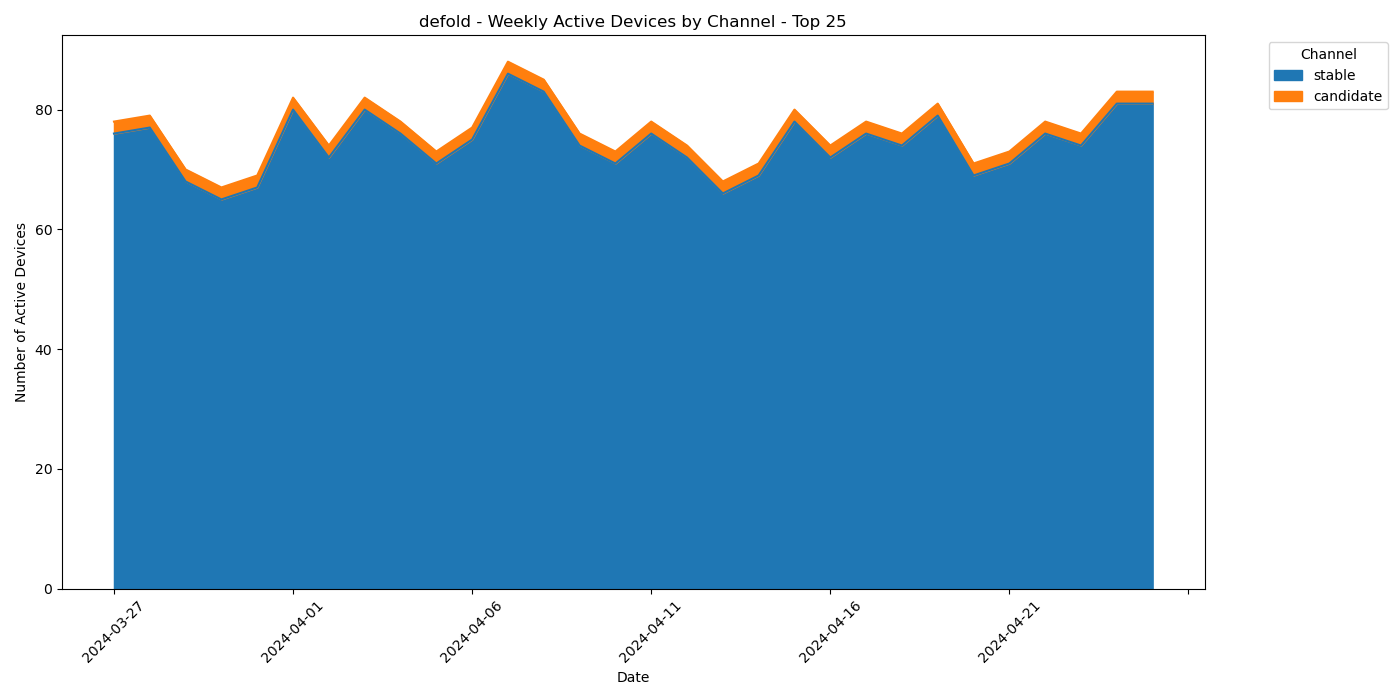 defold - Weekly Active Devices by Channel - Top 25
Channel
stable
candidate
Number of Active Devices
80
60
40
20
0
2024-03-27
2024-04-01
2024-04-06
2024-04-11
2024-04-16
2024-04-21
Date